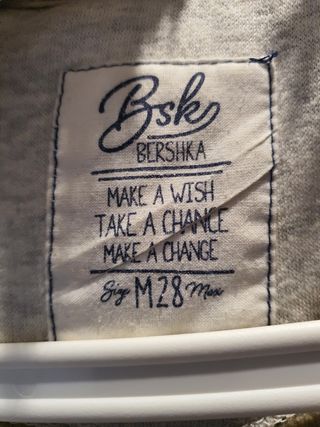 Bsk
BERSHKA
MAKE A WISH
TAKE A CHANCE
MAKE A CHANGE
Size M28 Mex